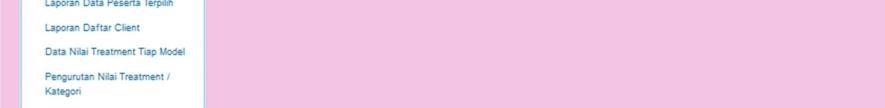 Laporan Data Peserta Terpilih
Laporan Daftar Client
Data Nilai Treatment Tiap Model
Pengurutan Nilai Treatment /
Kategori